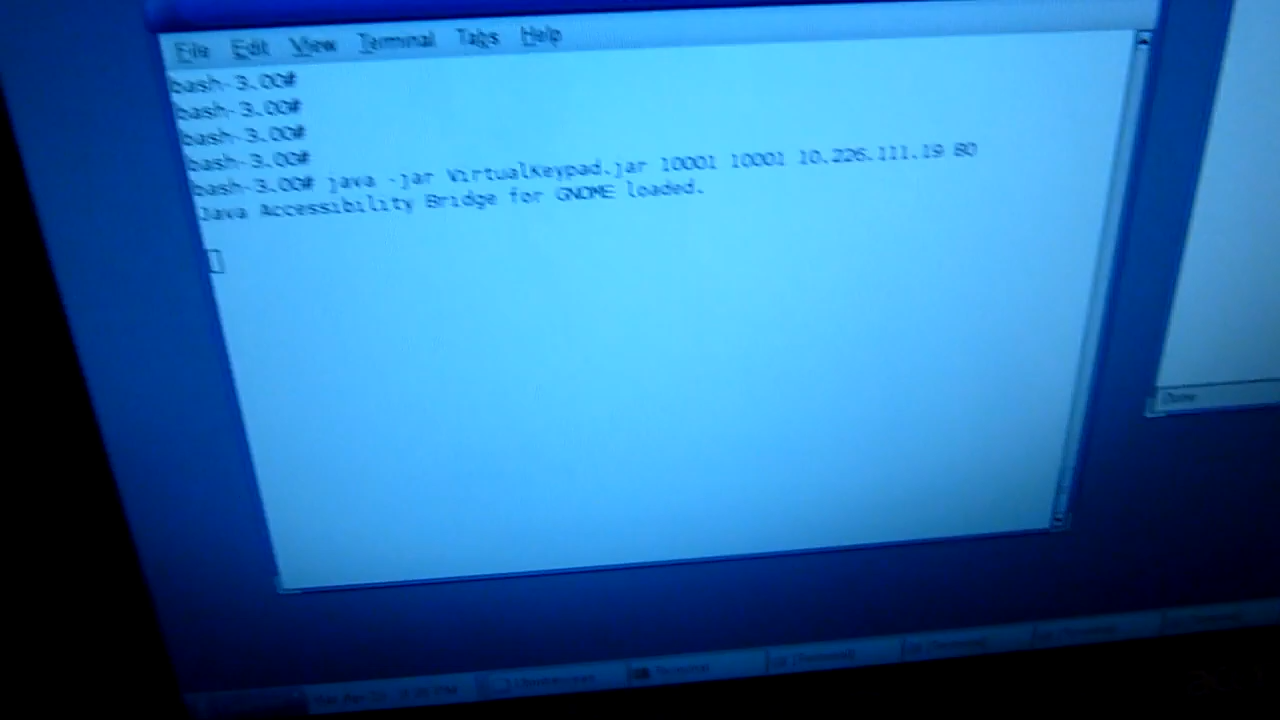 File Edit View Terminal Tabs Help
bash-3.00#
bash-3.00#
bash-3.00#
bash-3.00#
bash-3.00# java -jar VirtualKeypad.jar 10001 10001 10.226.111.19 80
Java Accessibility Bridge for GNOME loaded.
Done
Terminal